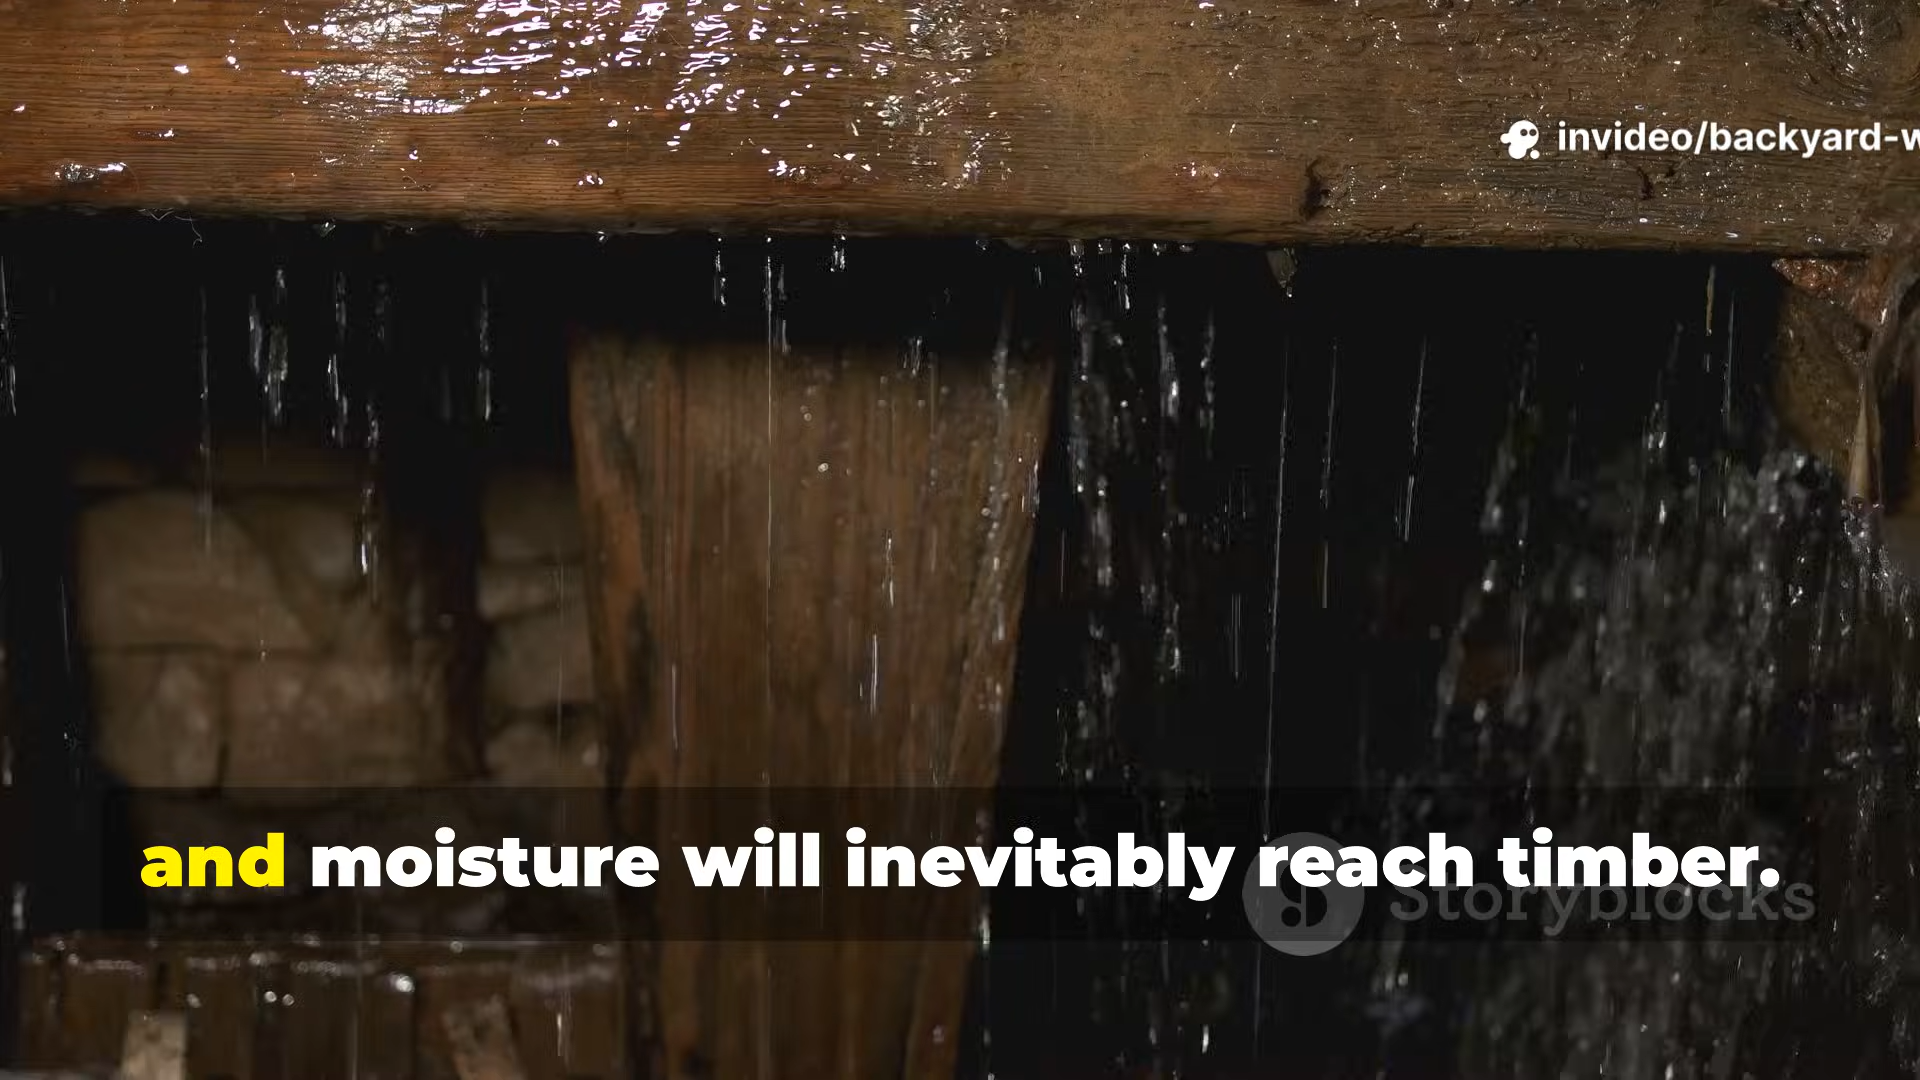 invideo/backyard-w
and moisture will inevitably reach timber.
Storyblocks